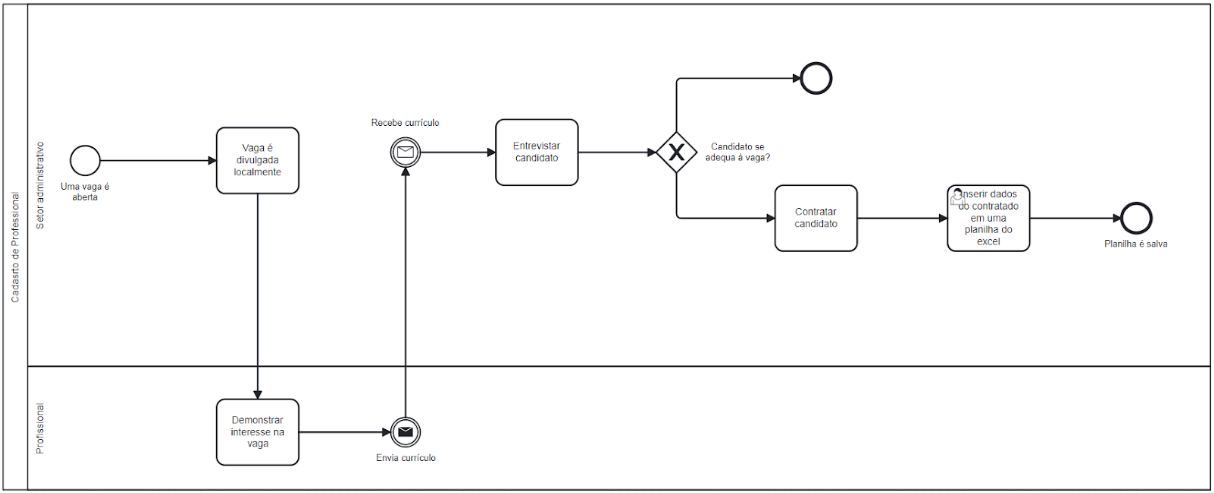 Cadasrto de Professional
Setor administrativo
Uma vaga é
aberta
Vaga é
divulgada
localmente
Recebe currículo
Entrevistar
candidato
Candidato se
adequa à vaga?
Contratar
candidato
Inserir dados
do contratado
em uma
planilha do
excel
Planilha é salva
Profissional
Demonstrar
interesse na
vaga
Envia currículo